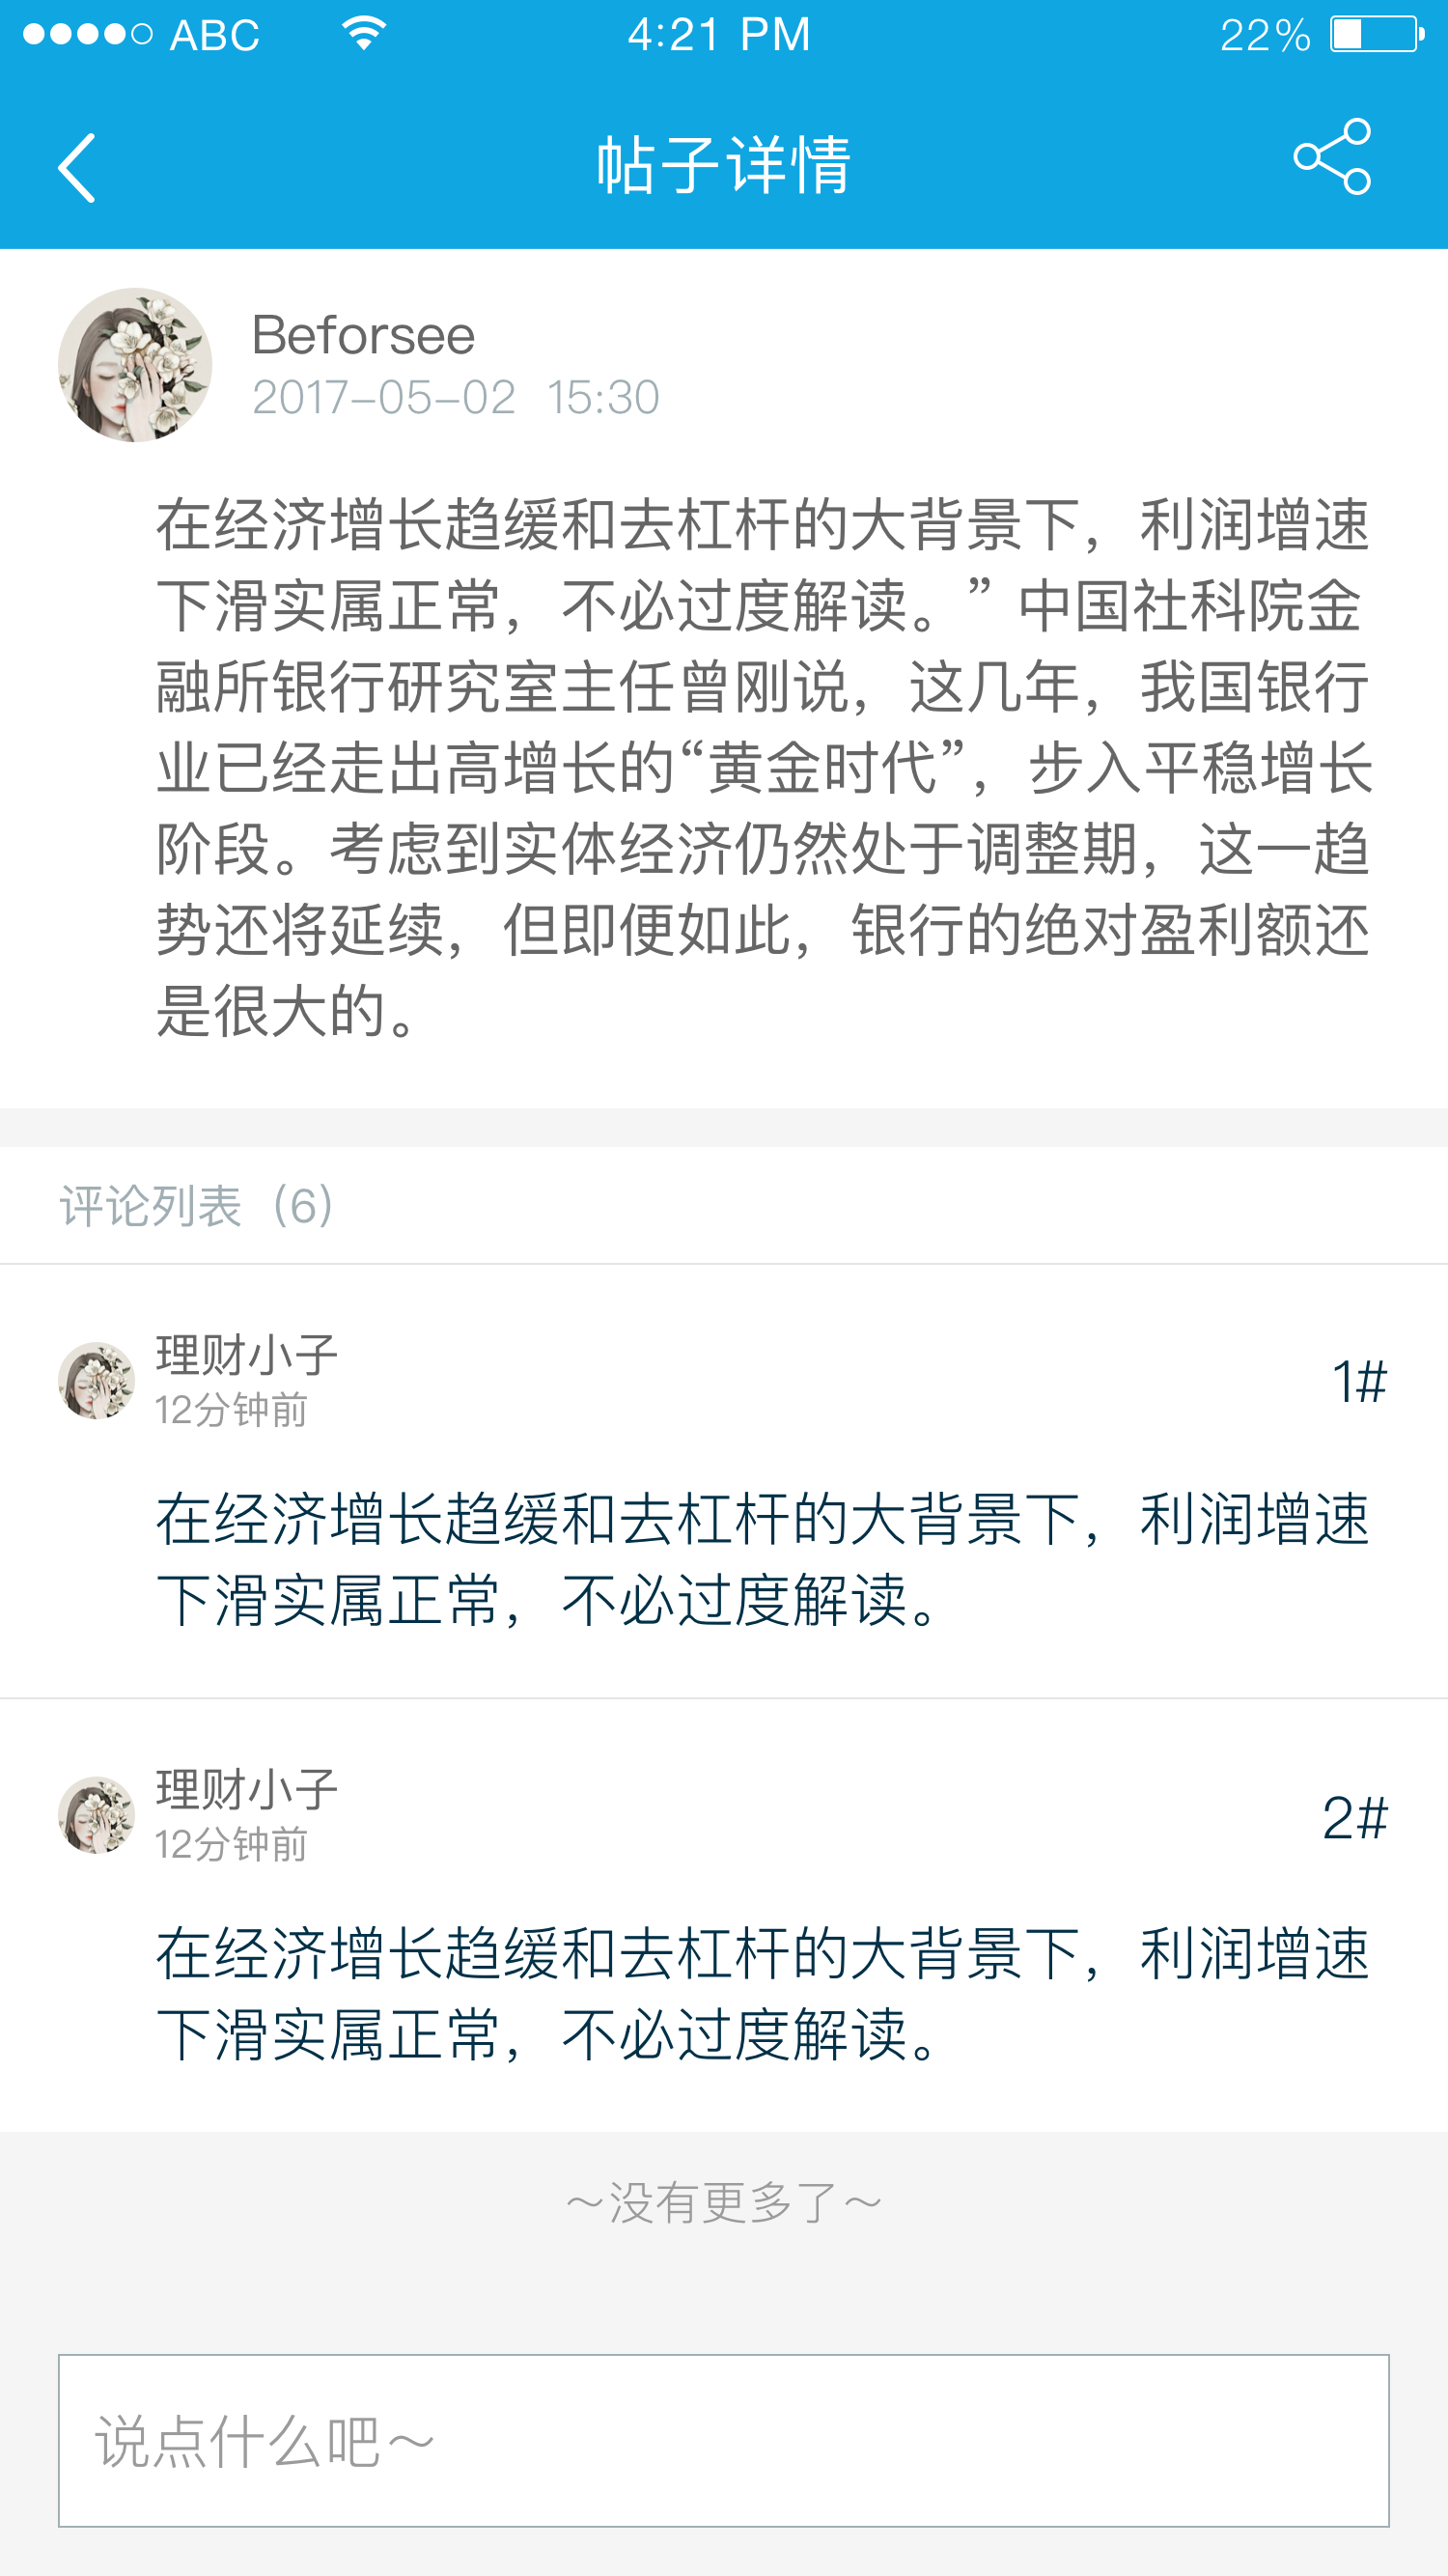 ABC 4:21 PM 22%
帖子详情
Beforsee
2017-05-02 15:30
在经济增长趋缓和去杠杆的大背景下，利润增速
下滑实属正常，不必过度解读。” 中国社科院金
融所银行研究室主任曾刚说，这几年，我国银行
业已经走出高增长的“黄金时代”，步入平稳增长
阶段。考虑到实体经济仍然处于调整期，这一趋
势还将延续，但即便如此，银行的绝对盈利额还
是很大的。
评论列表（6）
理财小子
12分钟前
1#
在经济增长趋缓和去杠杆的大背景下，利润增速
下滑实属正常，不必过度解读。
理财小子
12分钟前
2#
在经济增长趋缓和去杠杆的大背景下，利润增速
下滑实属正常，不必过度解读。
～没有更多了～
说点什么吧～